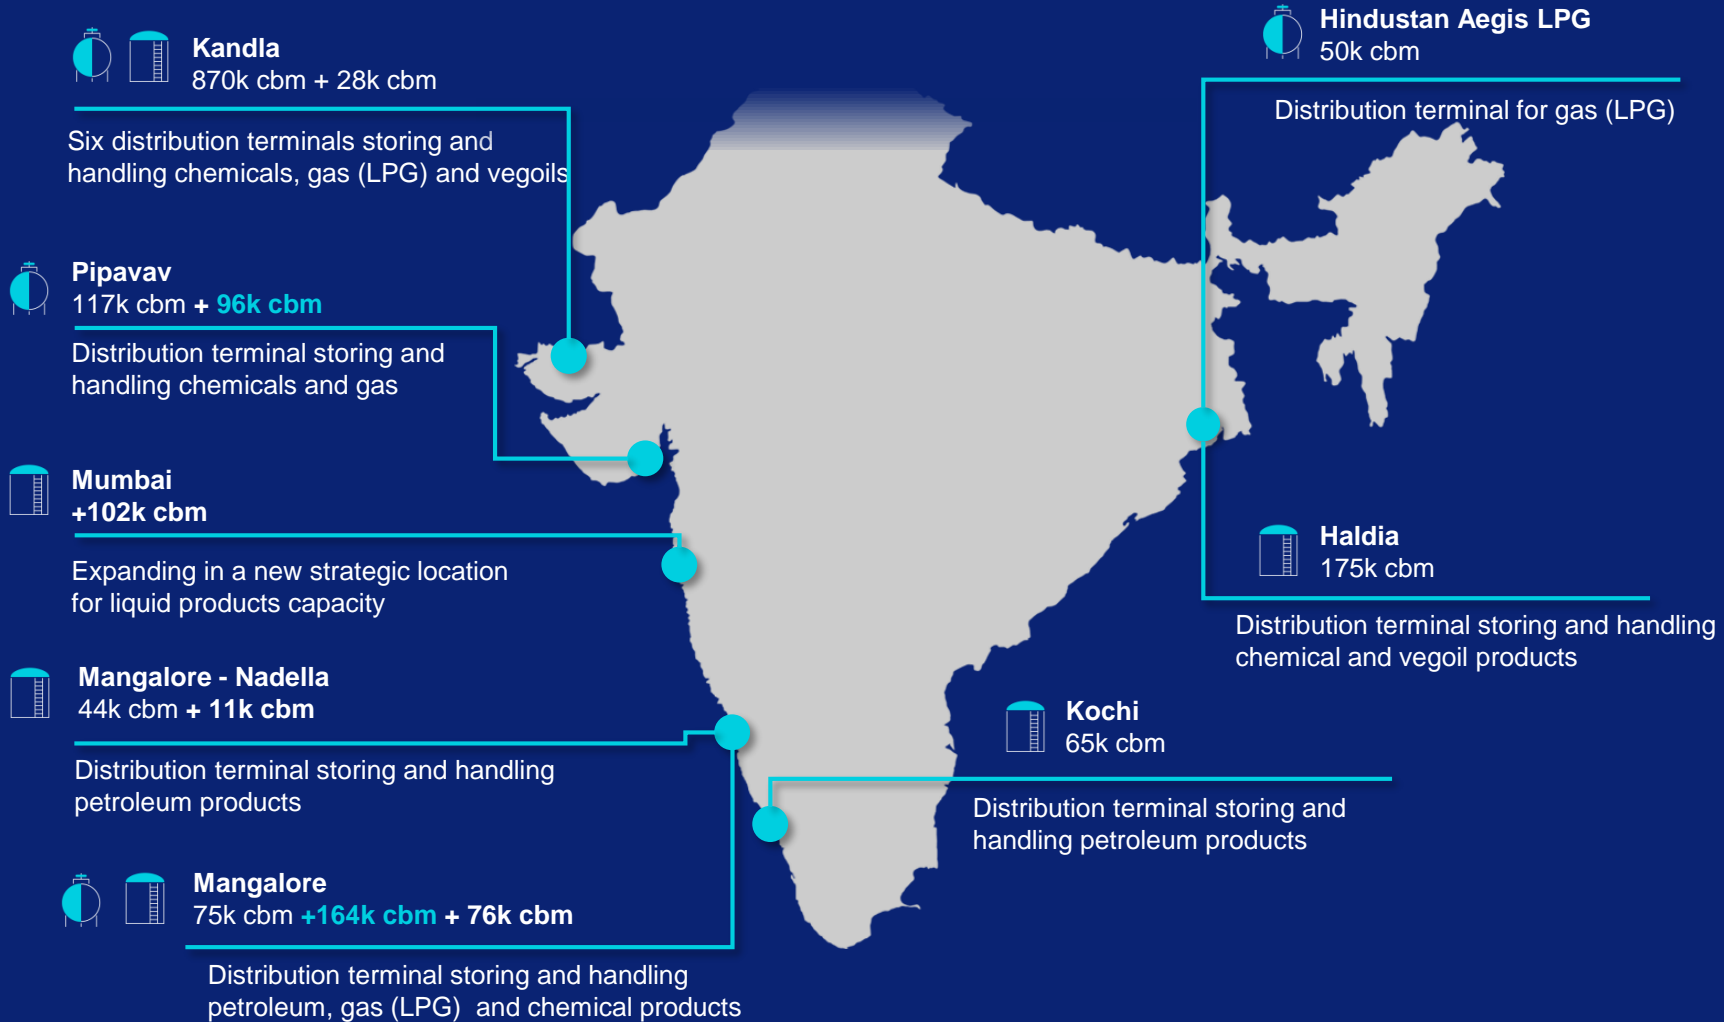 Kandla
870k cbm + 28k cbm
Six distribution terminals storing and
handling chemicals, gas (LPG) and vegoils
Pipavav
117k cbm + 96k cbm
Distribution terminal storing and
handling chemicals and gas
Mumbai
+102k cbm
Expanding in a new strategic location
for liquid products capacity
Mangalore - Nadella
44k cbm + 11k cbm
Distribution terminal storing and handling
petroleum products
Mangalore
75k cbm +164k cbm + 76k cbm
Distribution terminal storing and handling
petroleum, gas (LPG)  and chemical products
Hindustan Aegis LPG
50k cbm
Distribution terminal for gas (LPG)
Haldia
175k cbm
Distribution terminal storing and handling
chemical and vegoil products
Kochi
65k cbm
Distribution terminal storing and
handling petroleum products